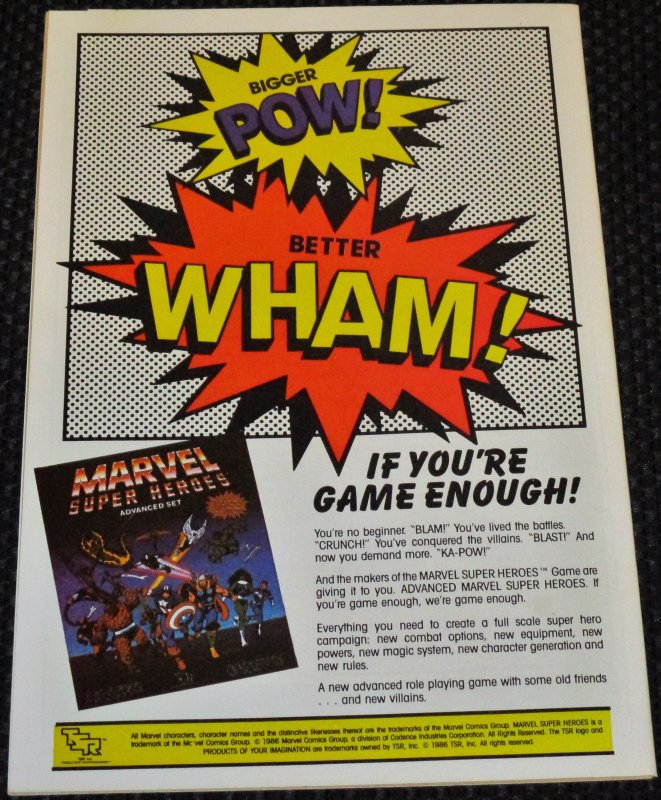 BIGGER
POW!
BETTER
WHAM!
IF YOU'RE
GAME ENOUGH!
MARVEL
SUPER HEROES
ADVANCED SET
You're no beginner. "BLAM!" You've lived the battles.
"CRUNCH!" You've conquered the villains. "BLAST!" And
now you demand more. "KA-POW!"
And the makers of the MARVEL SUPER HEROES™ Game are
giving it to you. ADVANCED MARVEL SUPER HEROES. If
you're game enough, we're game enough.
Everything you need to create a full scale super hero
campaign: new combat options, new equipment, new
powers, new magic system, new character generation and
new rules.
A new advanced role playing game with some old friends
. . . and new villains.
TSR
All Marvel characters, character names and the distinctive likenesses thereof are the trademarks of the Marvel Comics Group. MARVEL SUPER HEROES is a
trademark of the Mc vel Comics Group. © 1986 Marvel Comics Group, a division of Cadence Industries Corporation. All Rights Reserved. The TSR logo and
PRODUCTS OF YOUR IMAGINATION are trademarks owned by TSR, Inc. © 1986 TSR, Inc. All rights reserved.